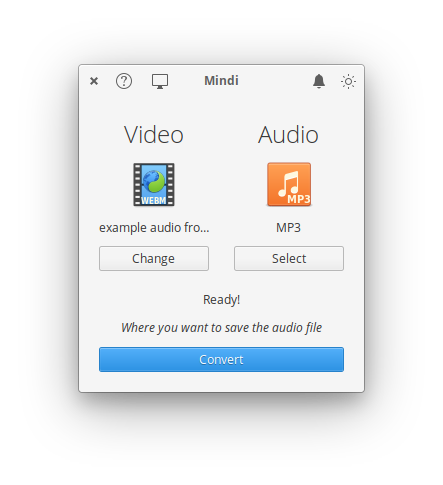 Mindi
Video
Audio
WEBM
MP3
example audio fro...
MP3
Change
Select
Ready!
Where you want to save the audio file
Convert